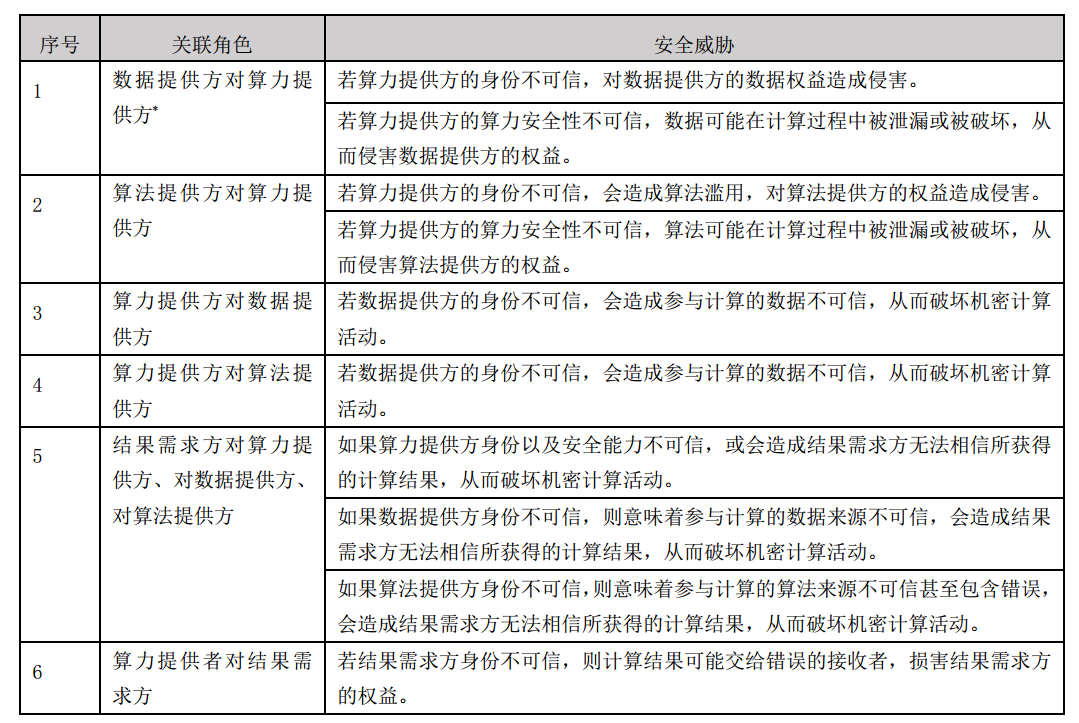 序号 关联角色 安全威胁
1 数据提供方对算力提
供方*
若算力提供方的身份不可信，对数据提供方的数据权益造成侵害。
若算力提供方的算力安全性不可信，数据可能在计算过程中被泄漏或被破坏，从
而侵害数据提供方的权益。
2 算法提供方对算力提
供方
若算力提供方的身份不可信，会造成算法滥用，对算法提供方的权益造成侵害。
若算力提供方的算力安全性不可信，算法可能在计算过程中被泄漏或被破坏，从
而侵害算法提供方的权益。
3 算力提供方对数据提
供方
若数据提供方的身份不可信，会造成参与计算的数据不可信，从而破坏机密计算
活动。
4 算力提供方对算法提
供方
若数据提供方的身份不可信，会造成参与计算的数据不可信，从而破坏机密计算
活动。
5 结果需求方对算力提
供方、对数据提供方、
对算法提供方
如果算力提供方身份以及安全能力不可信，或会造成结果需求方无法相信所获得
的计算结果，从而破坏机密计算活动。
如果数据提供方身份不可信，则意味着参与计算的数据来源不可信，会造成结果
需求方无法相信所获得的计算结果，从而破坏机密计算活动。
如果算法提供方身份不可信，则意味着参与计算的算法来源不可信甚至包含错误，
会造成结果需求方无法相信所获得的计算结果，从而破坏机密计算活动。
6 算力提供者对结果需
求方
若结果需求方身份不可信，则计算结果可能交给错误的接收者，损害结果需求方
的权益。